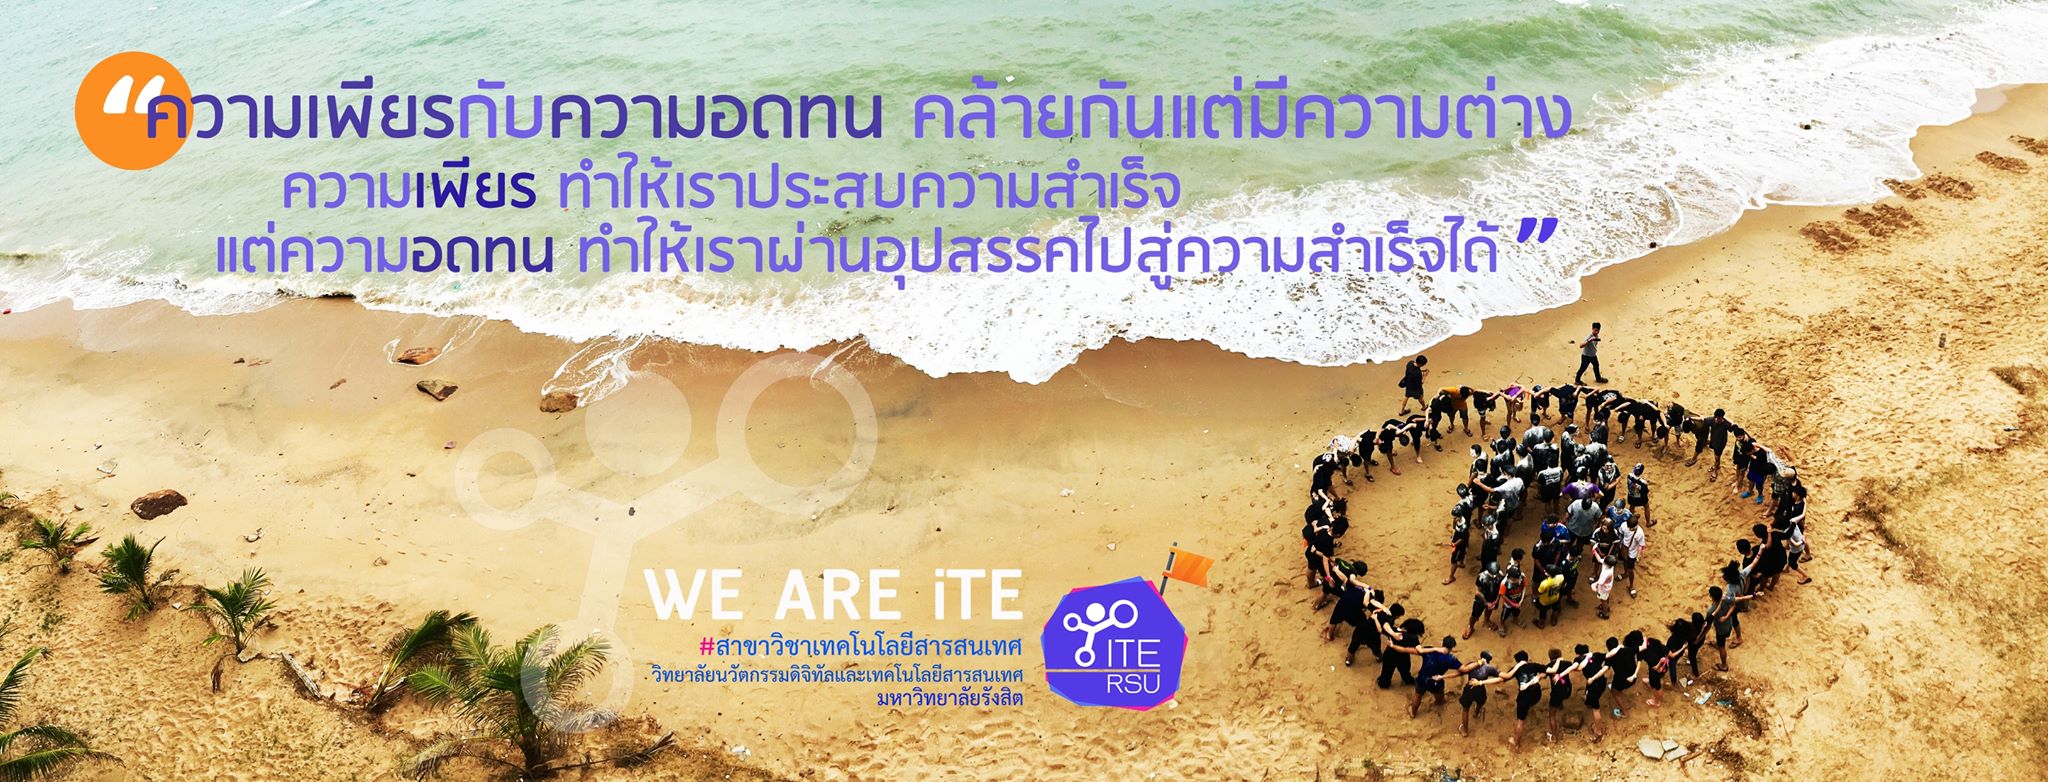 “ความเพียรกับความอดทน คล้ายกันแต่มีความต่าง
ความเพียร ทำให้เราประสบความสำเร็จ
แต่ความอดทน ทำให้เราผ่านอุปสรรคไปสู่ความสำเร็จได้ ”
WE ARE iTE
#สาขาวิชาเทคโนโลยีสารสนเทศ
วิทยาลัยนวัตกรรมดิจิทัลและเทคโนโลยีสารสนเทศ
มหาวิทยาลัยรังสิต
ITE
RSU